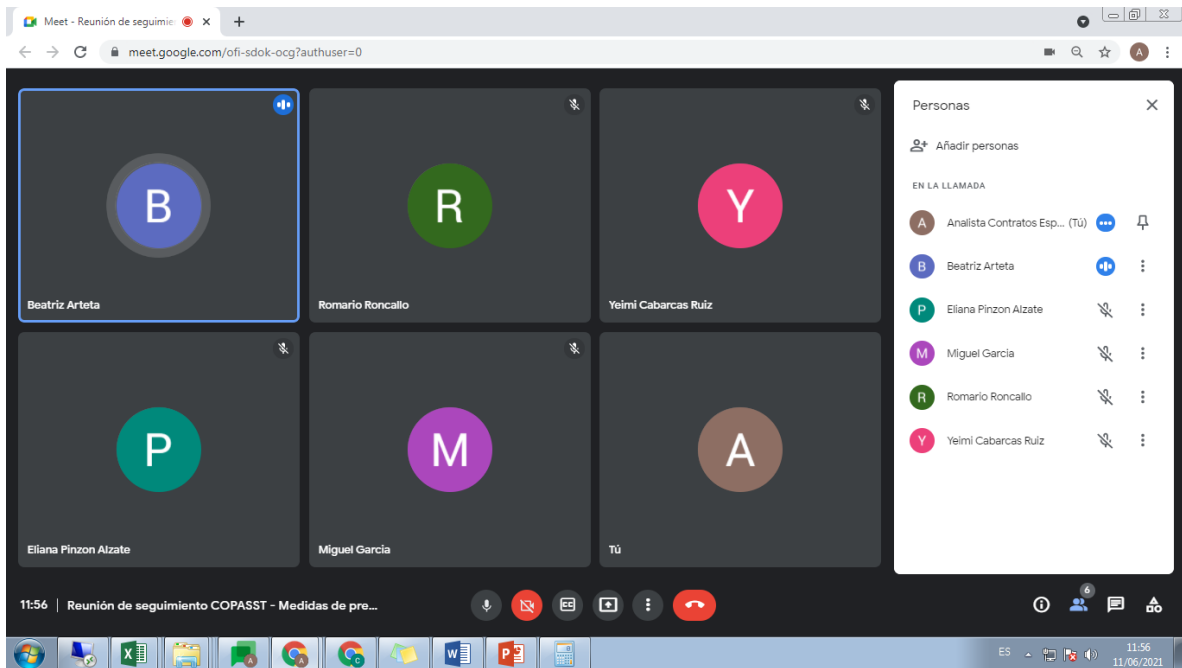 Meet - Reunión de seguimie
meet.google.com/ofi-sdok-ocg?authuser=0
A
B
Beatriz Arteta
R
Romario Roncallo
Y
Yeimi Cabarcas Ruiz
P
Eliana Pinzon Alzate
M
Miguel Garcia
A
Tú
Personas
Añadir personas
EN LA LLAMADA
A Analista Contratos Esp... (Tú)
B Beatriz Arteta
P Eliana Pinzon Alzate
M Miguel Garcia
R Romario Roncallo
Y Yeimi Cabarcas Ruiz
11:56 | Reunión de seguimiento COPASST - Medidas de pre...
CC
6
ES
11:56
11/06/2021